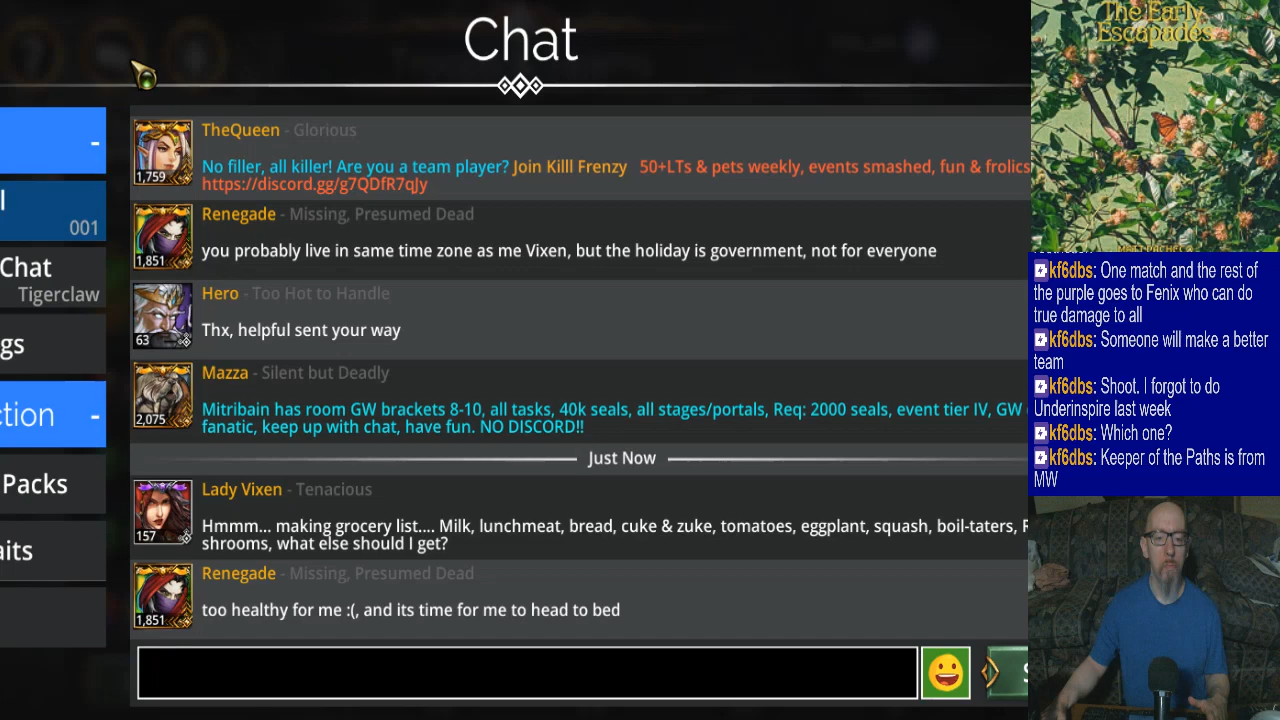 Chat
The Early
Escapades
-
l
001
Chat
Tigerclaw
gs
ction -
Packs
aits
TheQueen - Glorious
No filler, all killer! Are you a team player? Join Killl Frenzy 50+LTs & pets weekly, events smashed, fun & frolics
https://discord.gg/g7QDfR7qJy
1,759
Renegade - Missing, Presumed Dead
you probably live in same time zone as me Vixen, but the holiday is government, not for everyone
1,851
Hero - Too Hot to Handle
Thx, helpful sent your way
63
Mazza - Silent but Deadly
Mitribain has room GW brackets 8-10, all tasks, 40k seals, all stages/portals, Req: 2000 seals, event tier IV, GW
fanatic, keep up with chat, have fun. NO DISCORD!!
2,075
Just Now
Lady Vixen - Tenacious
Hmmm... making grocery list.... Milk, lunchmeat, bread, cuke & zuke, tomatoes, eggplant, squash, boil-taters,
shrooms, what else should I get?
157
Renegade - Missing, Presumed Dead
too healthy for me :(, and its time for me to head to bed
1,851
kf6dbs: One match and the rest of
the purple goes to Fenix who can do
true damage to all
kf6dbs: Someone will make a better
team
kf6dbs: Shoot. I forgot to do
Underinspire last week
kf6dbs: Which one?
kf6dbs: Keeper of the Paths is from
MW